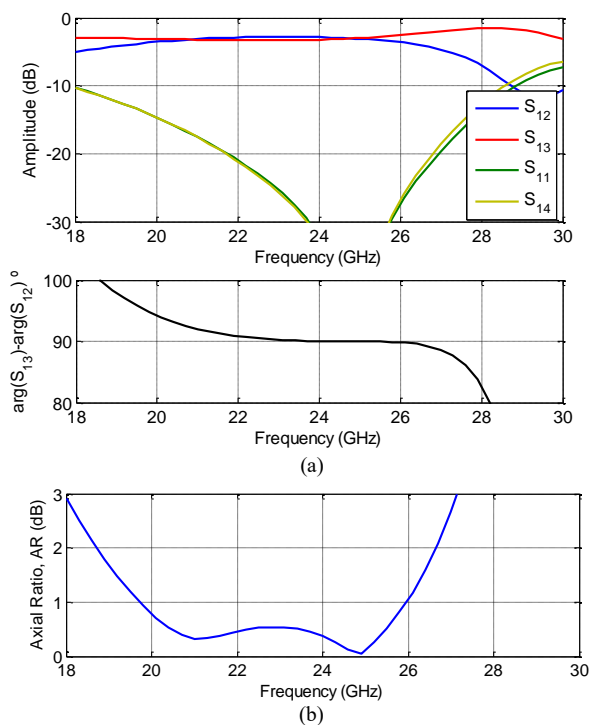 0
-10
-20
-30
Amplitude (dB)
S12
S13
S11
S14
18 20 22 24 26 28 30
Frequency (GHz)
100
90
80
arg(S13)-arg(S12) º
18 20 22 24 26 28 30
Frequency (GHz)
(a)
3
2
1
0
Axial Ratio, AR (dB)
18 20 22 24 26 28 30
Frequency (GHz)
(b)